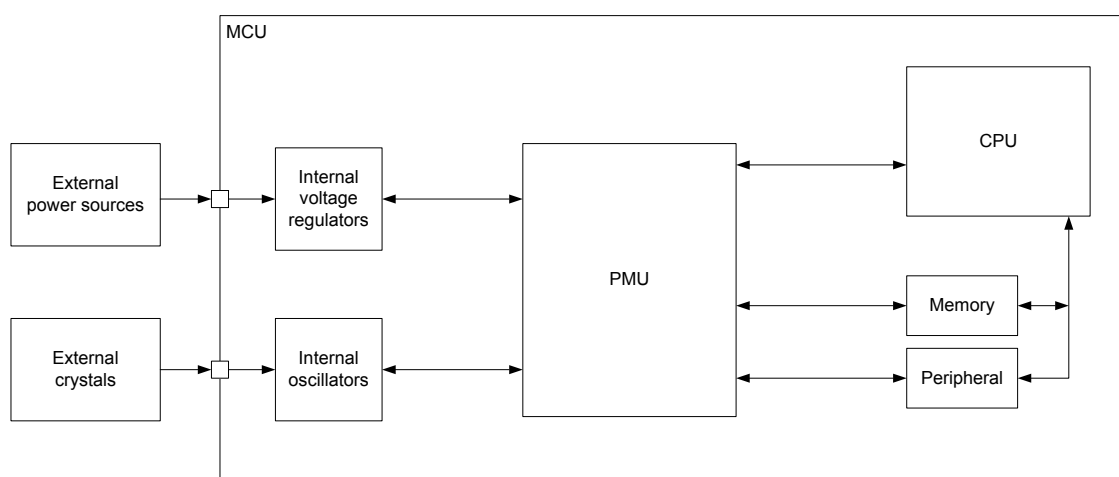 MCU
External
power sources
Internal
voltage
regulators
CPU
PMU
Memory
Peripheral
External
crystals
Internal
oscillators